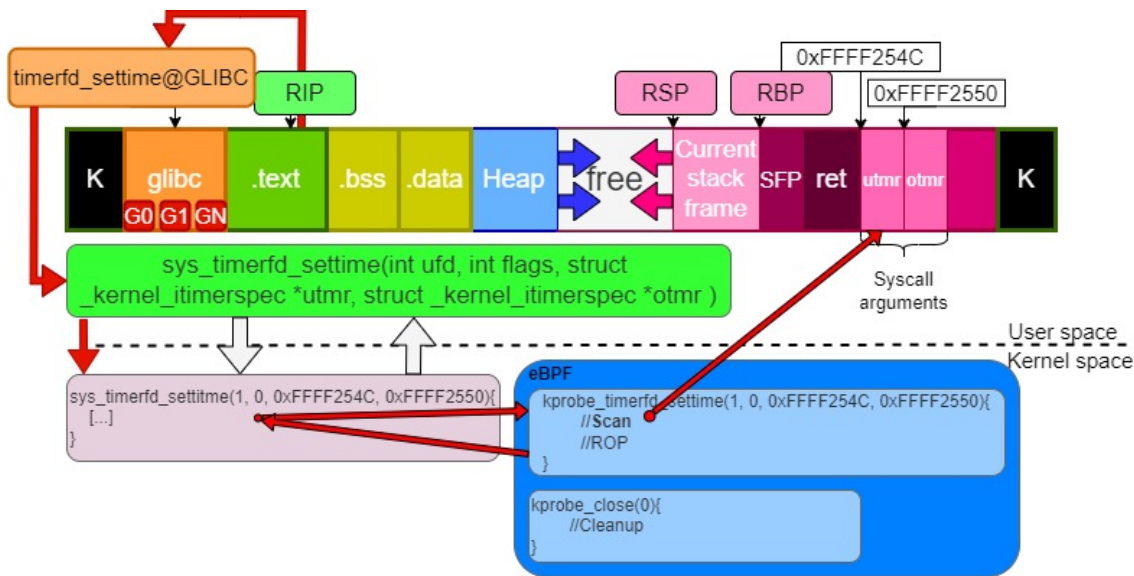 timerfd_settime@GLIBC
RIP
RSP
RBP
0xFFFF254C
0xFFFF2550
K
glibc
G0 G1 GN
.text
.bss
.data
Heap
free
Current
stack
frame
SFP
ret
utmr
otmr
K
sys_timerfd_settime(int ufd, int flags, struct
_kernel_itimerspec *utmr, struct _kernel_itimerspec *otmr )
Syscall
arguments
User space
Kernel space
sys_timerfd_settitme(1, 0, 0xFFFF254C, 0xFFFF2550){
[...]
}
eBPF
kprobe_timerfd_settime(1, 0, 0xFFFF254C, 0xFFFF2550){
//Scan
//ROP
}
kprobe_close(0){
//Cleanup
}